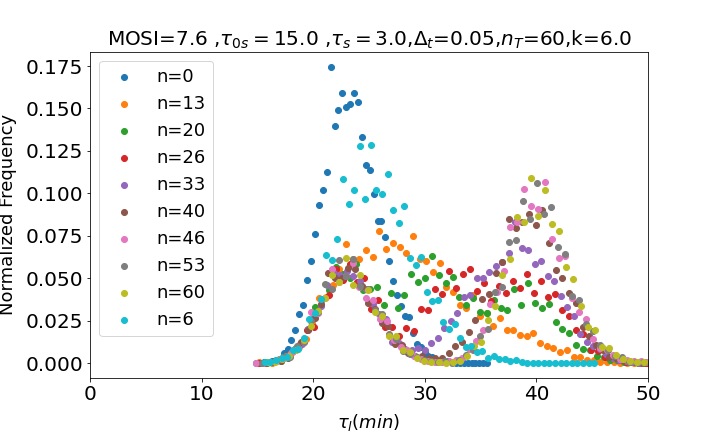 MOSI=7.6 ,τ₀ₛ = 15.0 ,τₛ = 3.0,Δₜ=0.05,n_T=60,k=6.0
Normalized Frequency
0.175
0.150
0.125
0.100
0.075
0.050
0.025
0.000
n=0
n=13
n=20
n=26
n=33
n=40
n=46
n=53
n=60
n=6
0 10 20 30 40 50
τ_l(min)